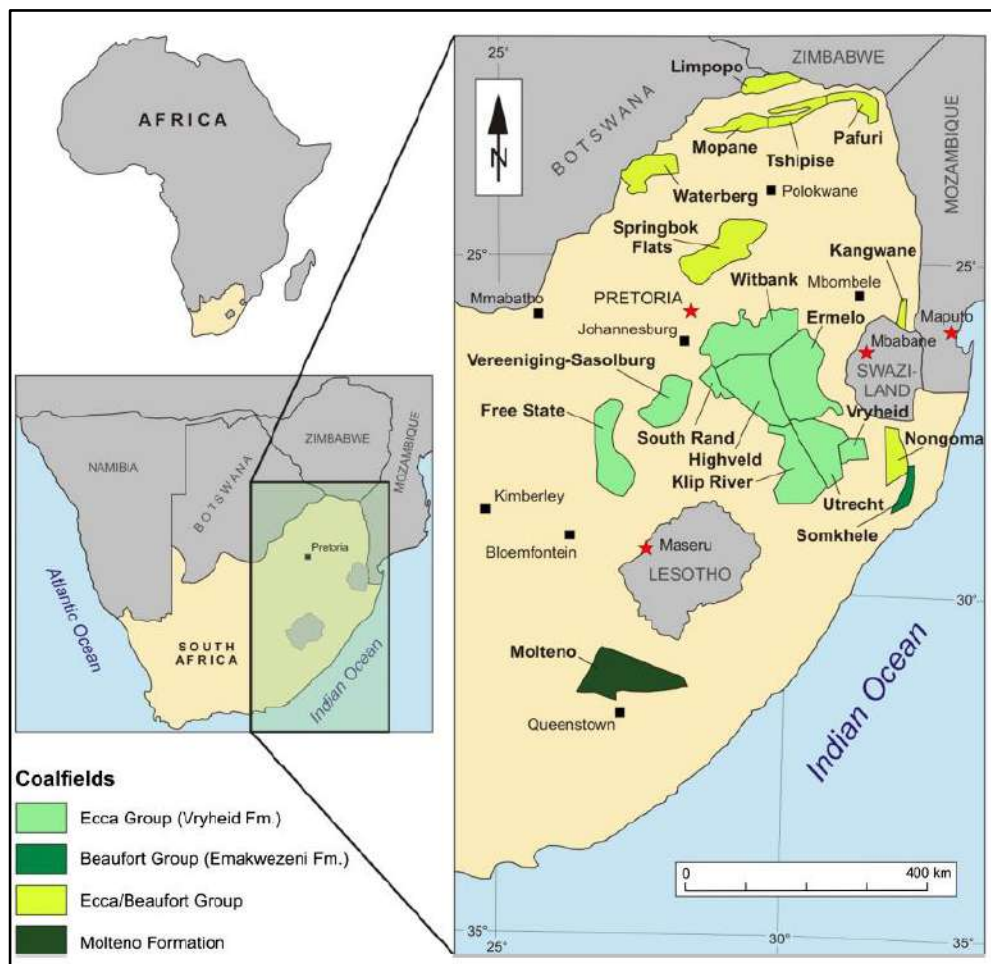 AFRICA
NAMIBIA
BOTSWANA
ZIMBABWE
MOZAMBIQUE
Pretoria
SOUTH
AFRICA
Atlantic
Ocean
Indian Ocean
Coalfields
Ecca Group (Vryheid Fm.)
Beaufort Group (Emakwezeni Fm.)
Ecca/Beaufort Group
Molteno Formation
25'
30'
ZIMBABWE
Limpopo
N
BOTSWANA
MOZAMBIQUE
Mopane
Tshipise
Pafuri
Waterberg
Polokwane
Springbok
Flats
25°
25'
Kangwane
Witbank
Mbombele
Mmabatho
PRETORIA
Ermelo
Maputo
Johannesburg
Mbabane
Vereeniging-Sasolburg
SWAZI-
LAND
Free State
Vryheid
South Rand
Nongoma
Highveld
Klip River
Kimberley
Utrecht
Bloemfontein
Somkhele
Maseru
LESOTHO
30'
Molteno
Queenstown
Indian Ocean
0
400 km
35°
25'
30°
35'